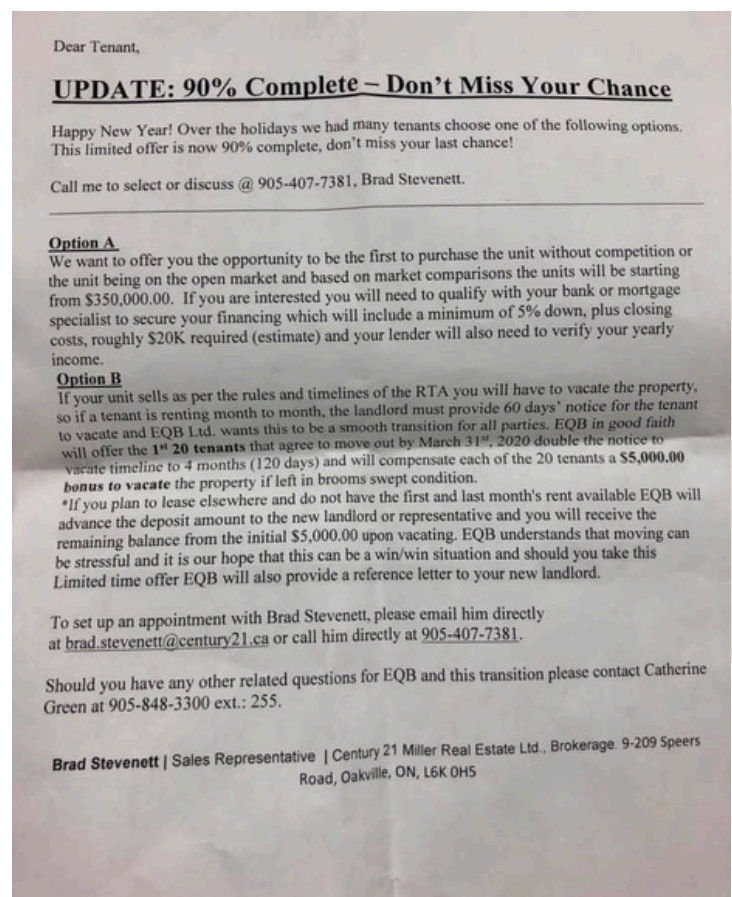 Dear Tenant,
UPDATE: 90% Complete – Don't Miss Your Chance
Happy New Year! Over the holidays we had many tenants choose one of the following options.
This limited offer is now 90% complete, don't miss your last chance!
Call me to select or discuss @ 905-407-7381, Brad Stevenett.
Option A
We want to offer you the opportunity to be the first to purchase the unit without competition or
the unit being on the open market and based on market comparisons the units will be starting
from $350,000.00. If you are interested you will need to qualify with your bank or mortgage
specialist to secure your financing which will include a minimum of 5% down, plus closing
costs, roughly $20K required (estimate) and your lender will also need to verify your yearly
income.
Option B
If your unit sells as per the rules and timelines of the RTA you will have to vacate the property,
so if a tenant is renting month to month, the landlord must provide 60 days' notice for the tenant
to vacate and EQB Ltd. wants this to be a smooth transition for all parties. EQB in good faith
will offer the 1st 20 tenants that agree to move out by March 31st, 2020 double the notice to
vacate timeline to 4 months (120 days) and will compensate each of the 20 tenants a $5,000.00
bonus to vacate the property if left in brooms swept condition.
*If you plan to lease elsewhere and do not have the first and last month's rent available EQB will
advance the deposit amount to the new landlord or representative and you will receive the
remaining balance from the initial $5,000.00 upon vacating. EQB understands that moving can
be stressful and it is our hope that this can be a win/win situation and should you take this
Limited time offer EQB will also provide a reference letter to your new landlord.
To set up an appointment with Brad Stevenett, please email him directly
at brad.stevenett@century21.ca or call him directly at 905-407-7381.
Should you have any other related questions for EQB and this transition please contact Catherine
Green at 905-848-3300 ext.: 255.
Brad Stevenett | Sales Representative | Century 21 Miller Real Estate Ltd., Brokerage. 9-209 Speers
Road, Oakville, ON, L6K 0H5